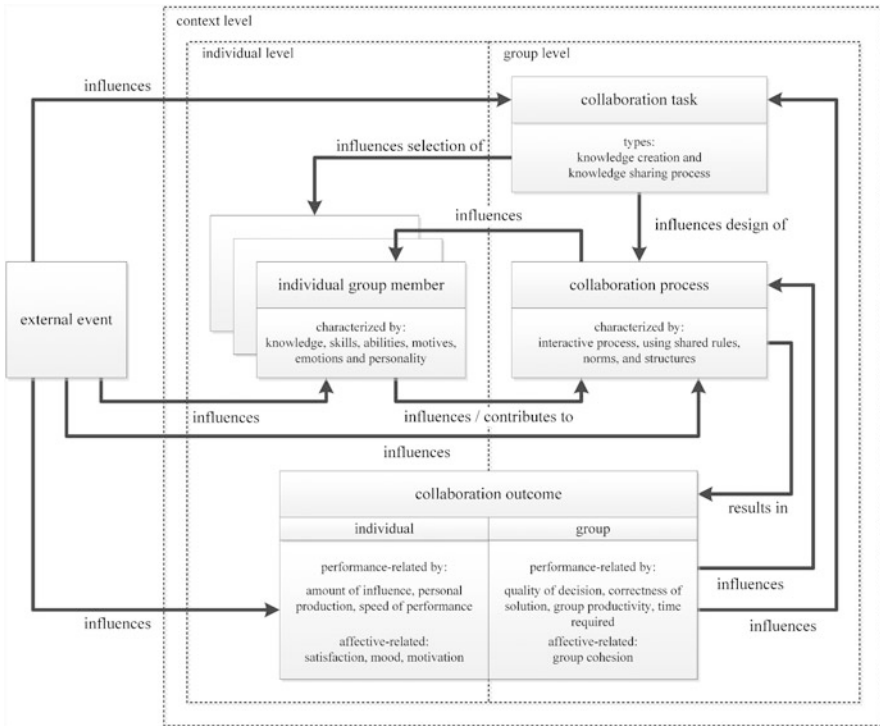 context level
individual level
group level
influences
collaboration task
types:
knowledge creation and
knowledge sharing process
influences selection of
influences
influences design of
individual group member
characterized by:
knowledge, skills, abilities, motives,
emotions and personality
collaboration process
characterized by:
interactive process, using shared rules,
norms, and structures
external event
influences
influences / contributes to
influences
collaboration outcome
results in
individual
group
performance-related by:
amount of influence, personal
production, speed of performance
affective-related:
satisfaction, mood, motivation
performance-related by:
quality of decision, correctness of
solution, group productivity, time
required
affective-related:
group cohesion
influences
influences
influences